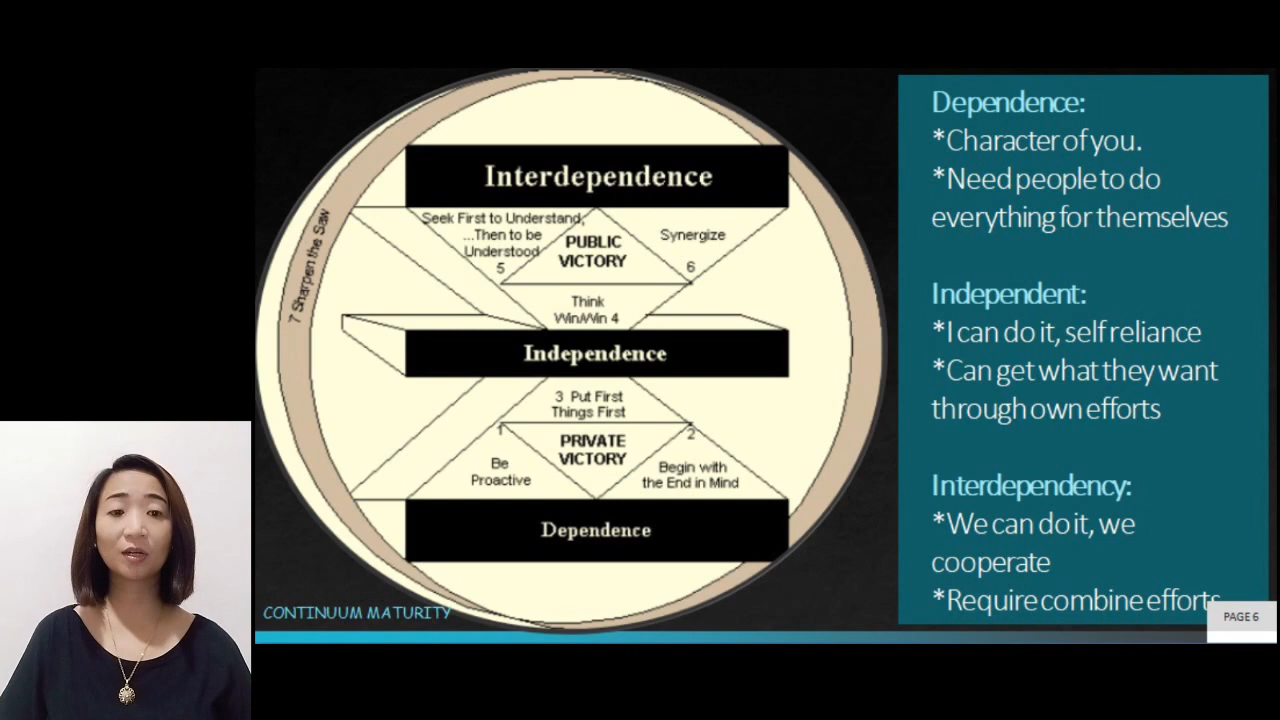 Interdependence
Seek First to Understand,
...Then to be
Understood
5
PUBLIC
VICTORY
Synergize
6
Think
Win/Win 4
7 Sharpen the Saw
Independence
3 Put First
Things First
1
Be
Proactive
PRIVATE
VICTORY
2
Begin with
the End in Mind
Dependence
CONTINUUM MATURITY
Dependence:
*Character of you.
*Need people to do
everything for themselves
Independent:
*I can do it, self reliance
*Can get what they want
through own efforts
Interdependency:
*We can do it, we
cooperate
*Require combine efforts
PAGE 6